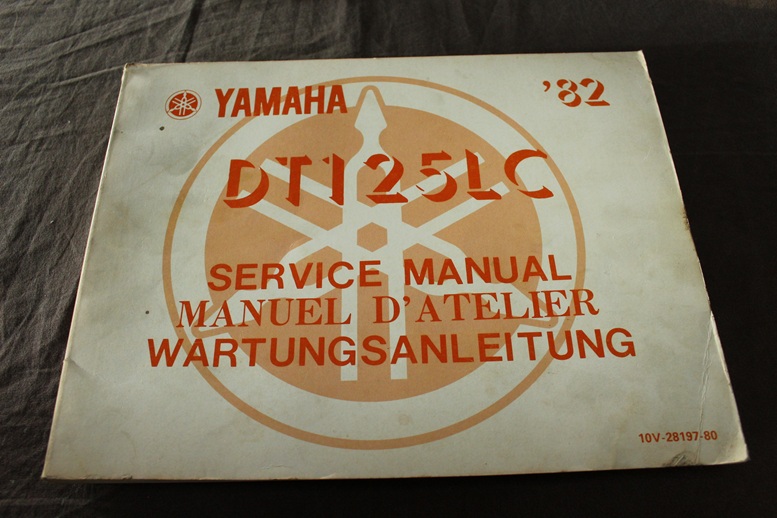 YAMAHA '82
DT125LC
SERVICE MANUAL
MANUEL D'ATELIER
WARTUNGSANLEITUNG
10V-28197-80